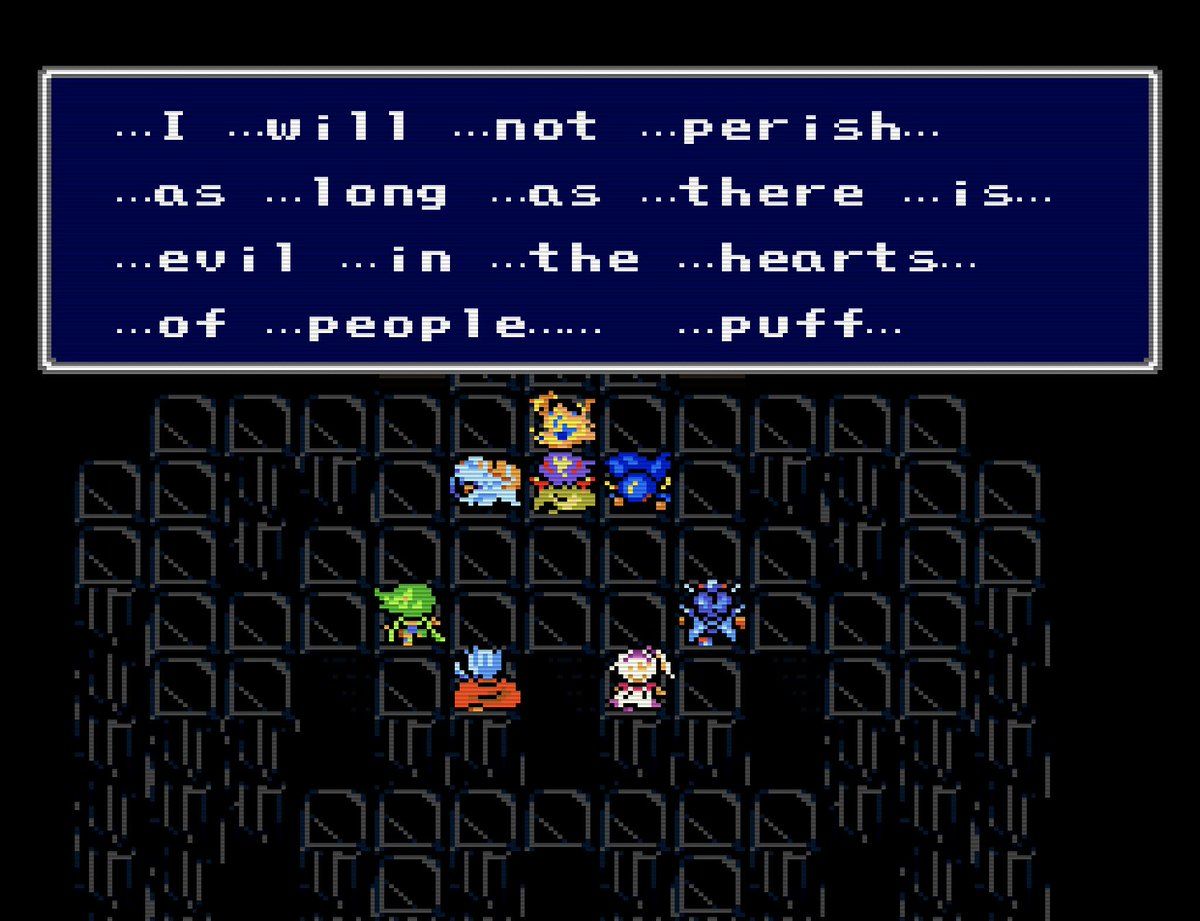 …I …will …not …perish…
…as …long …as …there …is…
…evil …in …the …hearts…
…of …people…… …puff…